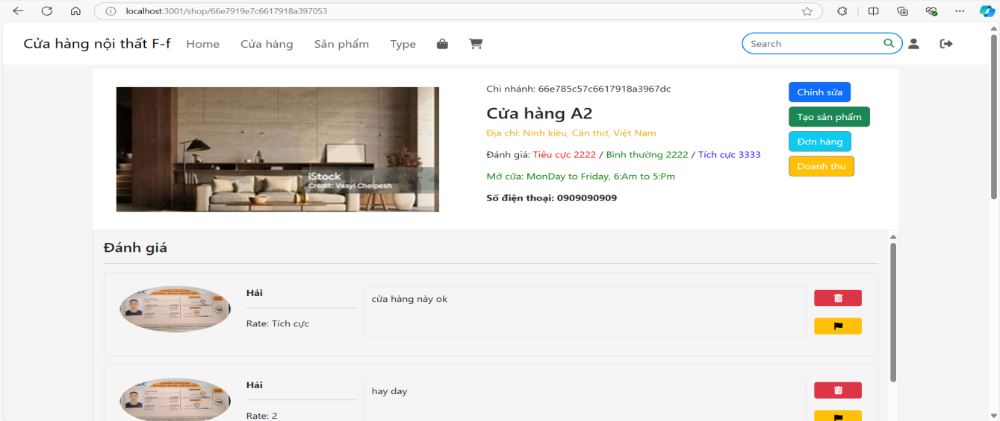 localhost:3001/shop/66e7919e7c6617918a397053
Cửa hàng nội thất F-f Home Cửa hàng Sản phẩm Type Search
Chi nhánh: 66e785c57c6617918a3967dc
Cửa hàng A2
Địa chỉ: Ninh kiều, Cần thơ, Việt Nam
Đánh giá: Tiêu cực 2222 / Bình thường 2222 / Tích cực 3333
Mở cửa: MonDay to Friday, 6:Am to 5:Pm
Số điện thoại: 0909090909
Chỉnh sửa
Tạo sản phẩm
Đơn hàng
Doanh thu
iStock
Credit: Vasyl Cheipesh
Đánh giá
Hải
Rate: Tích cực
cửa hàng này ok
Hải
Rate: 2
hay day